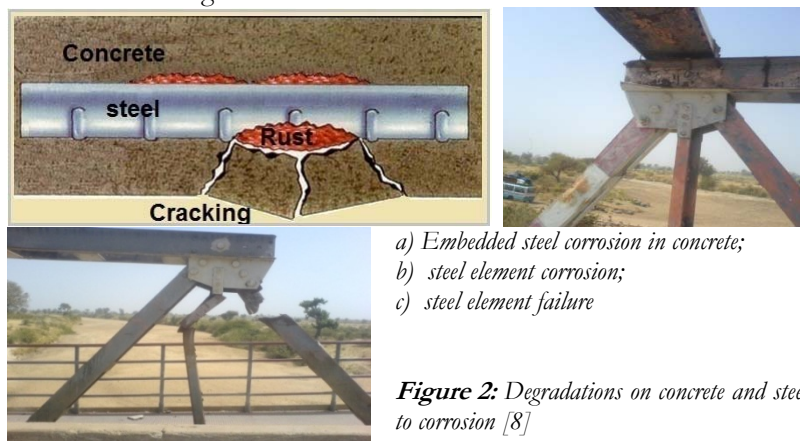 Concrete
steel
Rust
Cracking
a) Embedded steel corrosion in concrete;
b) steel element corrosion;
c) steel element failure
Figure 2: Degradations on concrete and stee
to corrosion [8]